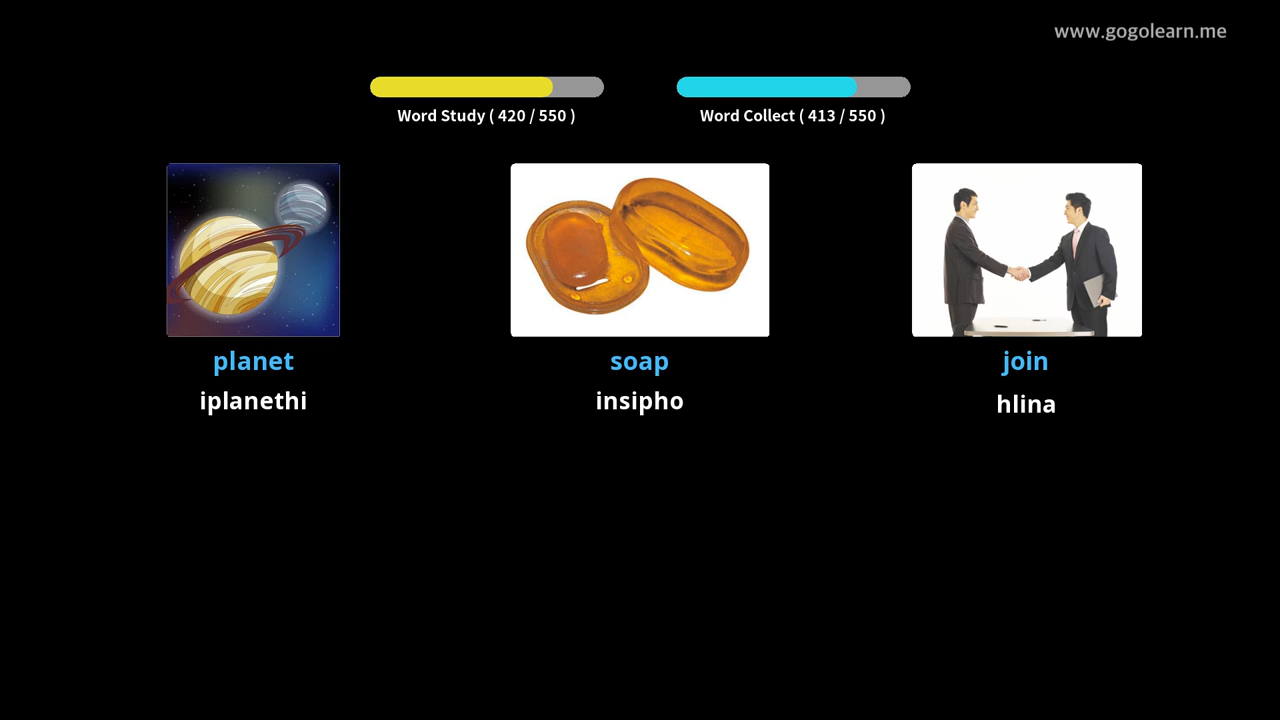 www.gogolearn.me
Word Study ( 420 / 550 )
Word Collect ( 413 / 550 )
planet
soap
join
iplanethi
insipho
hlina